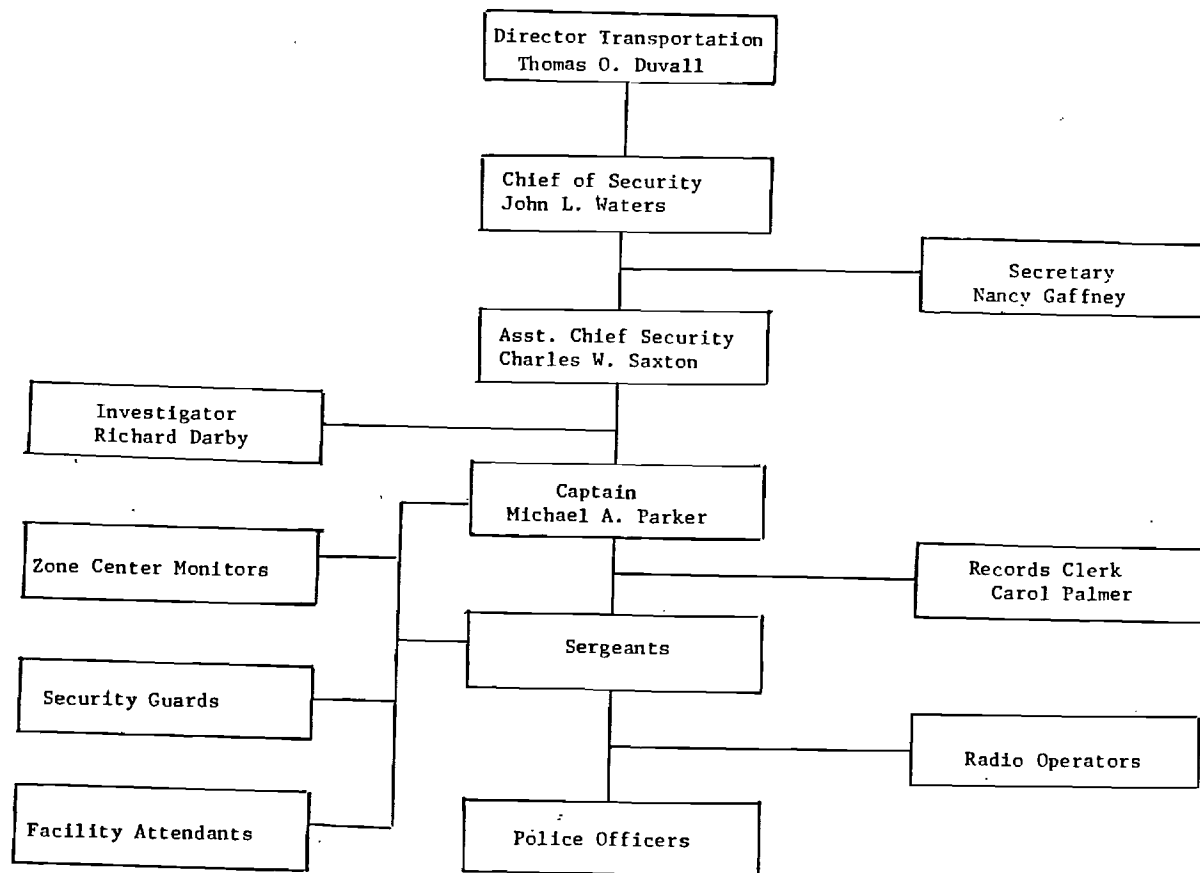 Director Transportation
Thomas O. Duvall
Chief of Security
John L. Waters
Secretary
Nancy Gaffney
Asst. Chief Security
Charles W. Saxton
Investigator
Richard Darby
Captain
Michael A. Parker
Zone Center Monitors
Records Clerk
Carol Palmer
Sergeants
Security Guards
Radio Operators
Facility Attendants
Police Officers